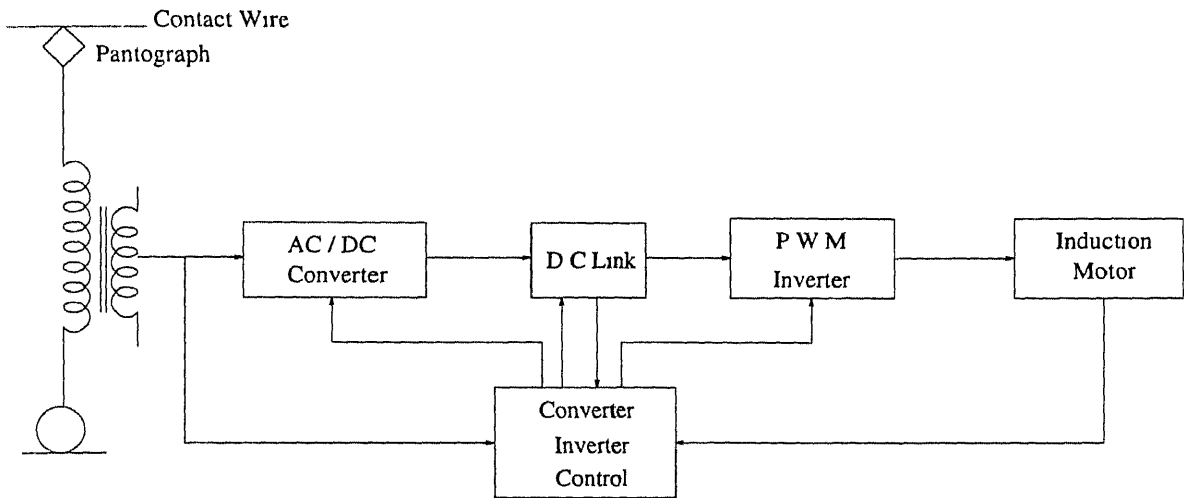 Contact Wire
Pantograph
AC / DC
Converter
D C Link
P W M
Inverter
Induction
Motor
Converter
Inverter
Control